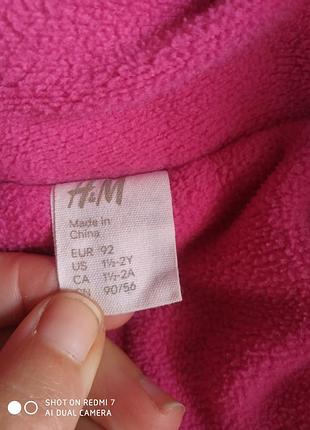 H&M
Made in
China
EUR 92
US 1½-2Y
CA 1½-2A
CN 90/56
SHOT ON REDMI 7
AI DUAL CAMERA